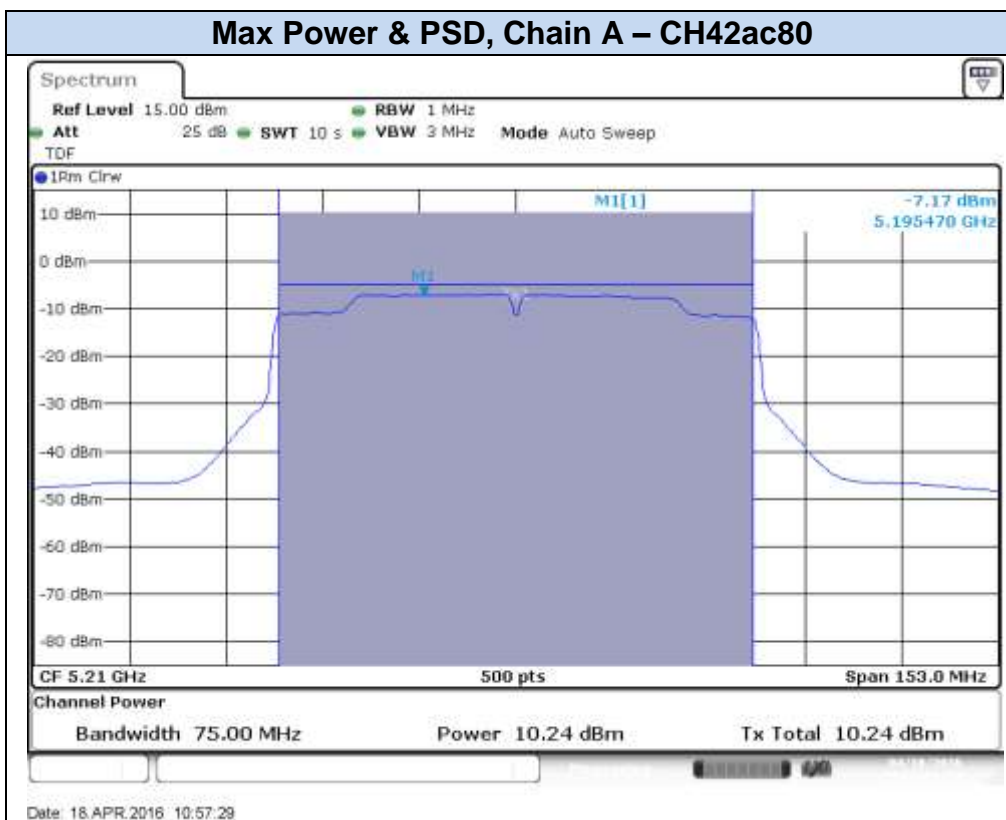 Max Power & PSD, Chain A – CH42ac80
Spectrum
Ref Level 15.00 dBm RBW 1 MHz
Att 25 dB SWT 10 s VBW 3 MHz Mode Auto Sweep
TDF
1Rm Clrw
M1[1] -7.17 dBm
5.195470 GHz
10 dBm
0 dBm
M1
-10 dBm
-20 dBm
-30 dBm
-40 dBm
-50 dBm
-60 dBm
-70 dBm
-80 dBm
CF 5.21 GHz 500 pts Span 153.0 MHz
Channel Power
Bandwidth 75.00 MHz Power 10.24 dBm Tx Total 10.24 dBm
Date: 18.APR.2016 10:57:29